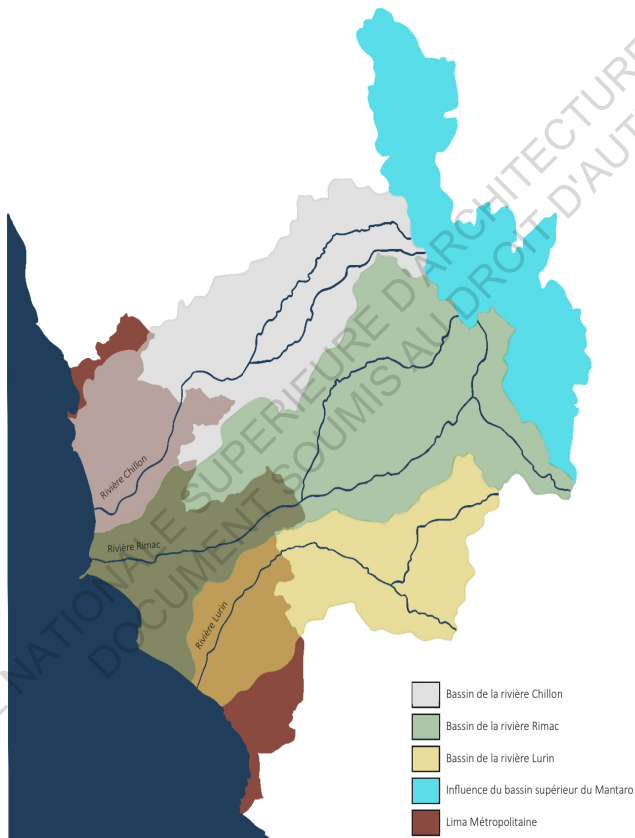 NATIONALE SUPERIEURE D'ARCHITECTURE
DOCUMENT SOUMIS AU DROIT D'AUT
Rivière Chillon
Rivière Rimac
Rivière Lurin
Bassin de la rivière Chillon
Bassin de la rivière Rimac
Bassin de la rivière Lurin
Influence du bassin supérieur du Mantaro
Lima Métropolitaine